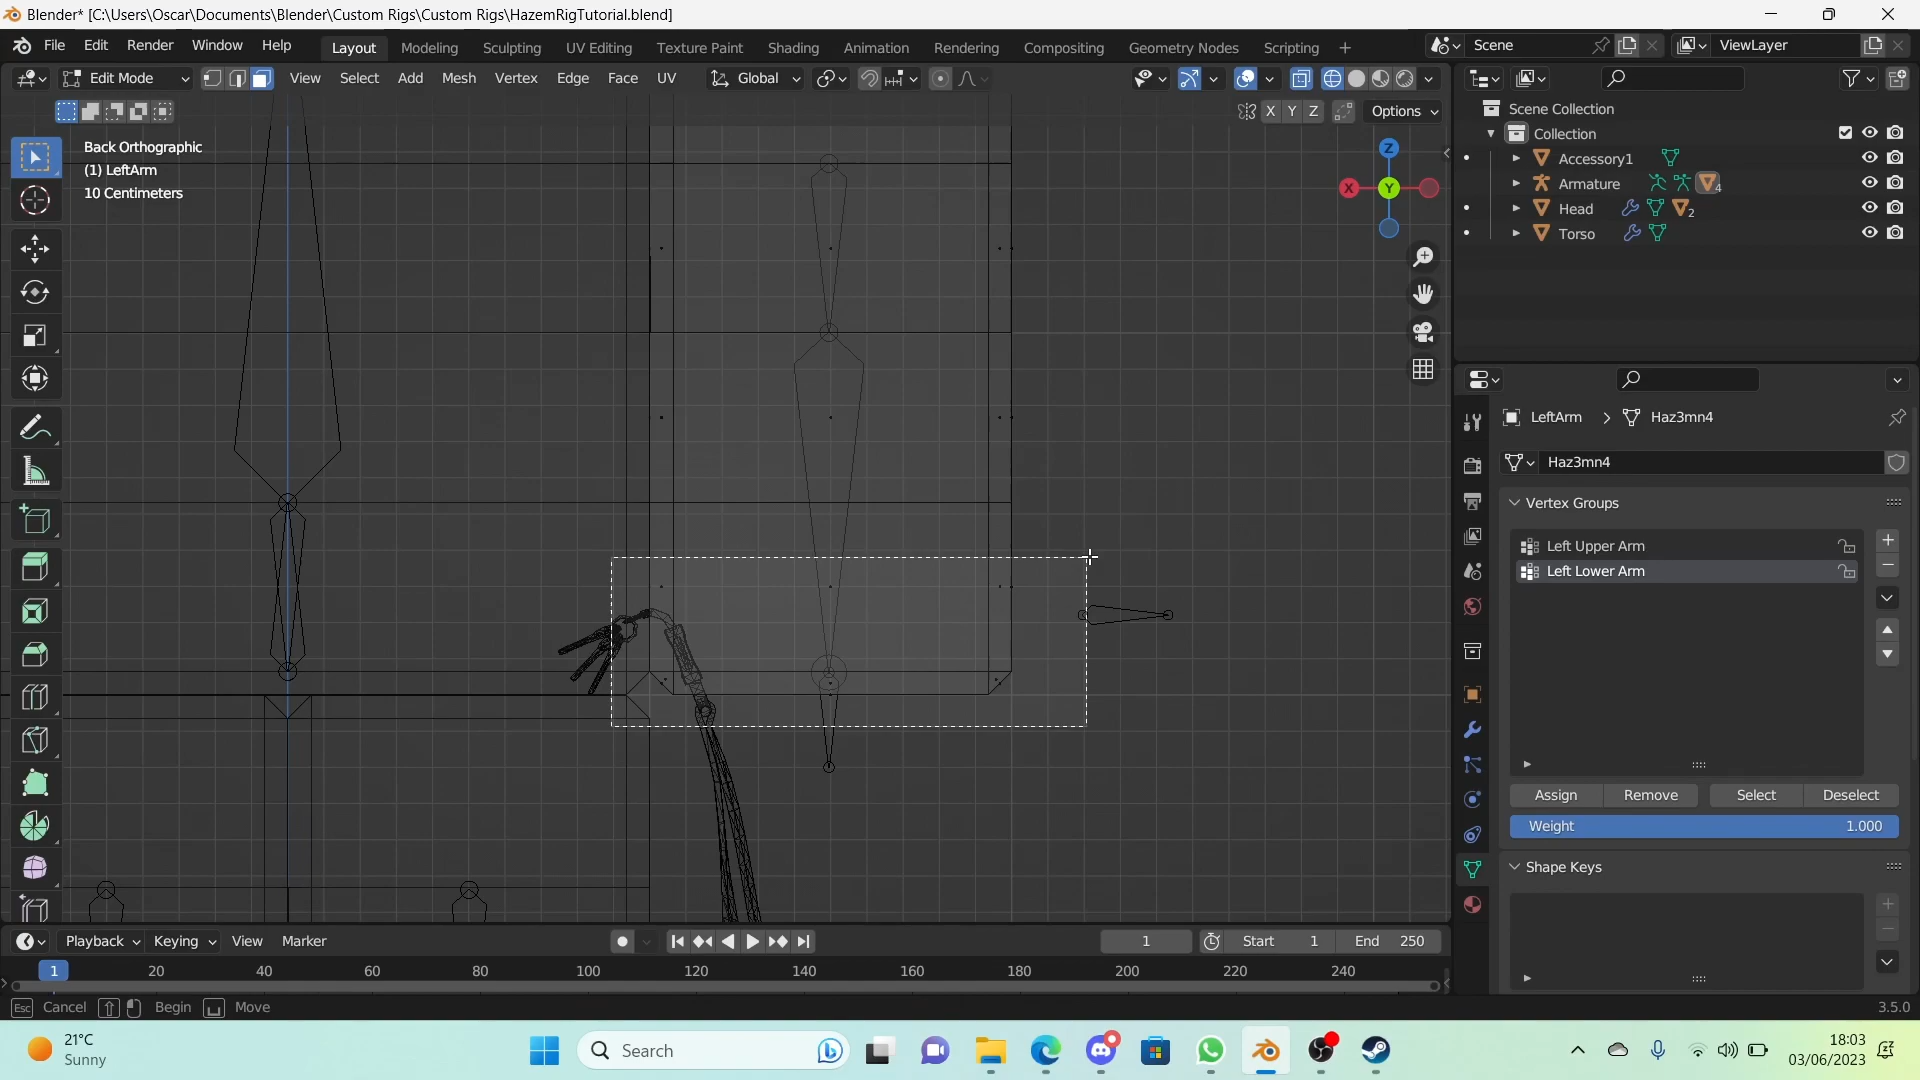 Blender* [C:\Users\Oscar\Documents\Blender\Custom Rigs\Custom Rigs\HazemRigTutorial.blend]
File Edit Render Window Help Layout Modeling Sculpting UV Editing Texture Paint Shading Animation Rendering Compositing Geometry Nodes Scripting + Scene ViewLayer
Edit Mode View Select Add Mesh Vertex Edge Face UV Global
X Y Z Options
Back Orthographic
(1) LeftArm
10 Centimeters
Z
X Y
Scene Collection
Collection
Accessory1
Armature 4
Head 2
Torso
LeftArm > Haz3mn4
Haz3mn4
Vertex Groups
Left Upper Arm
Left Lower Arm
Assign Remove Select Deselect
Weight 1.000
Shape Keys
Playback Keying View Marker 1 Start 1 End 250
1 20 40 60 80 100 120 140 160 180 200 220 240
Esc Cancel Begin Move 3.5.0
21°C
Sunny
Search
18:03
03/06/2023